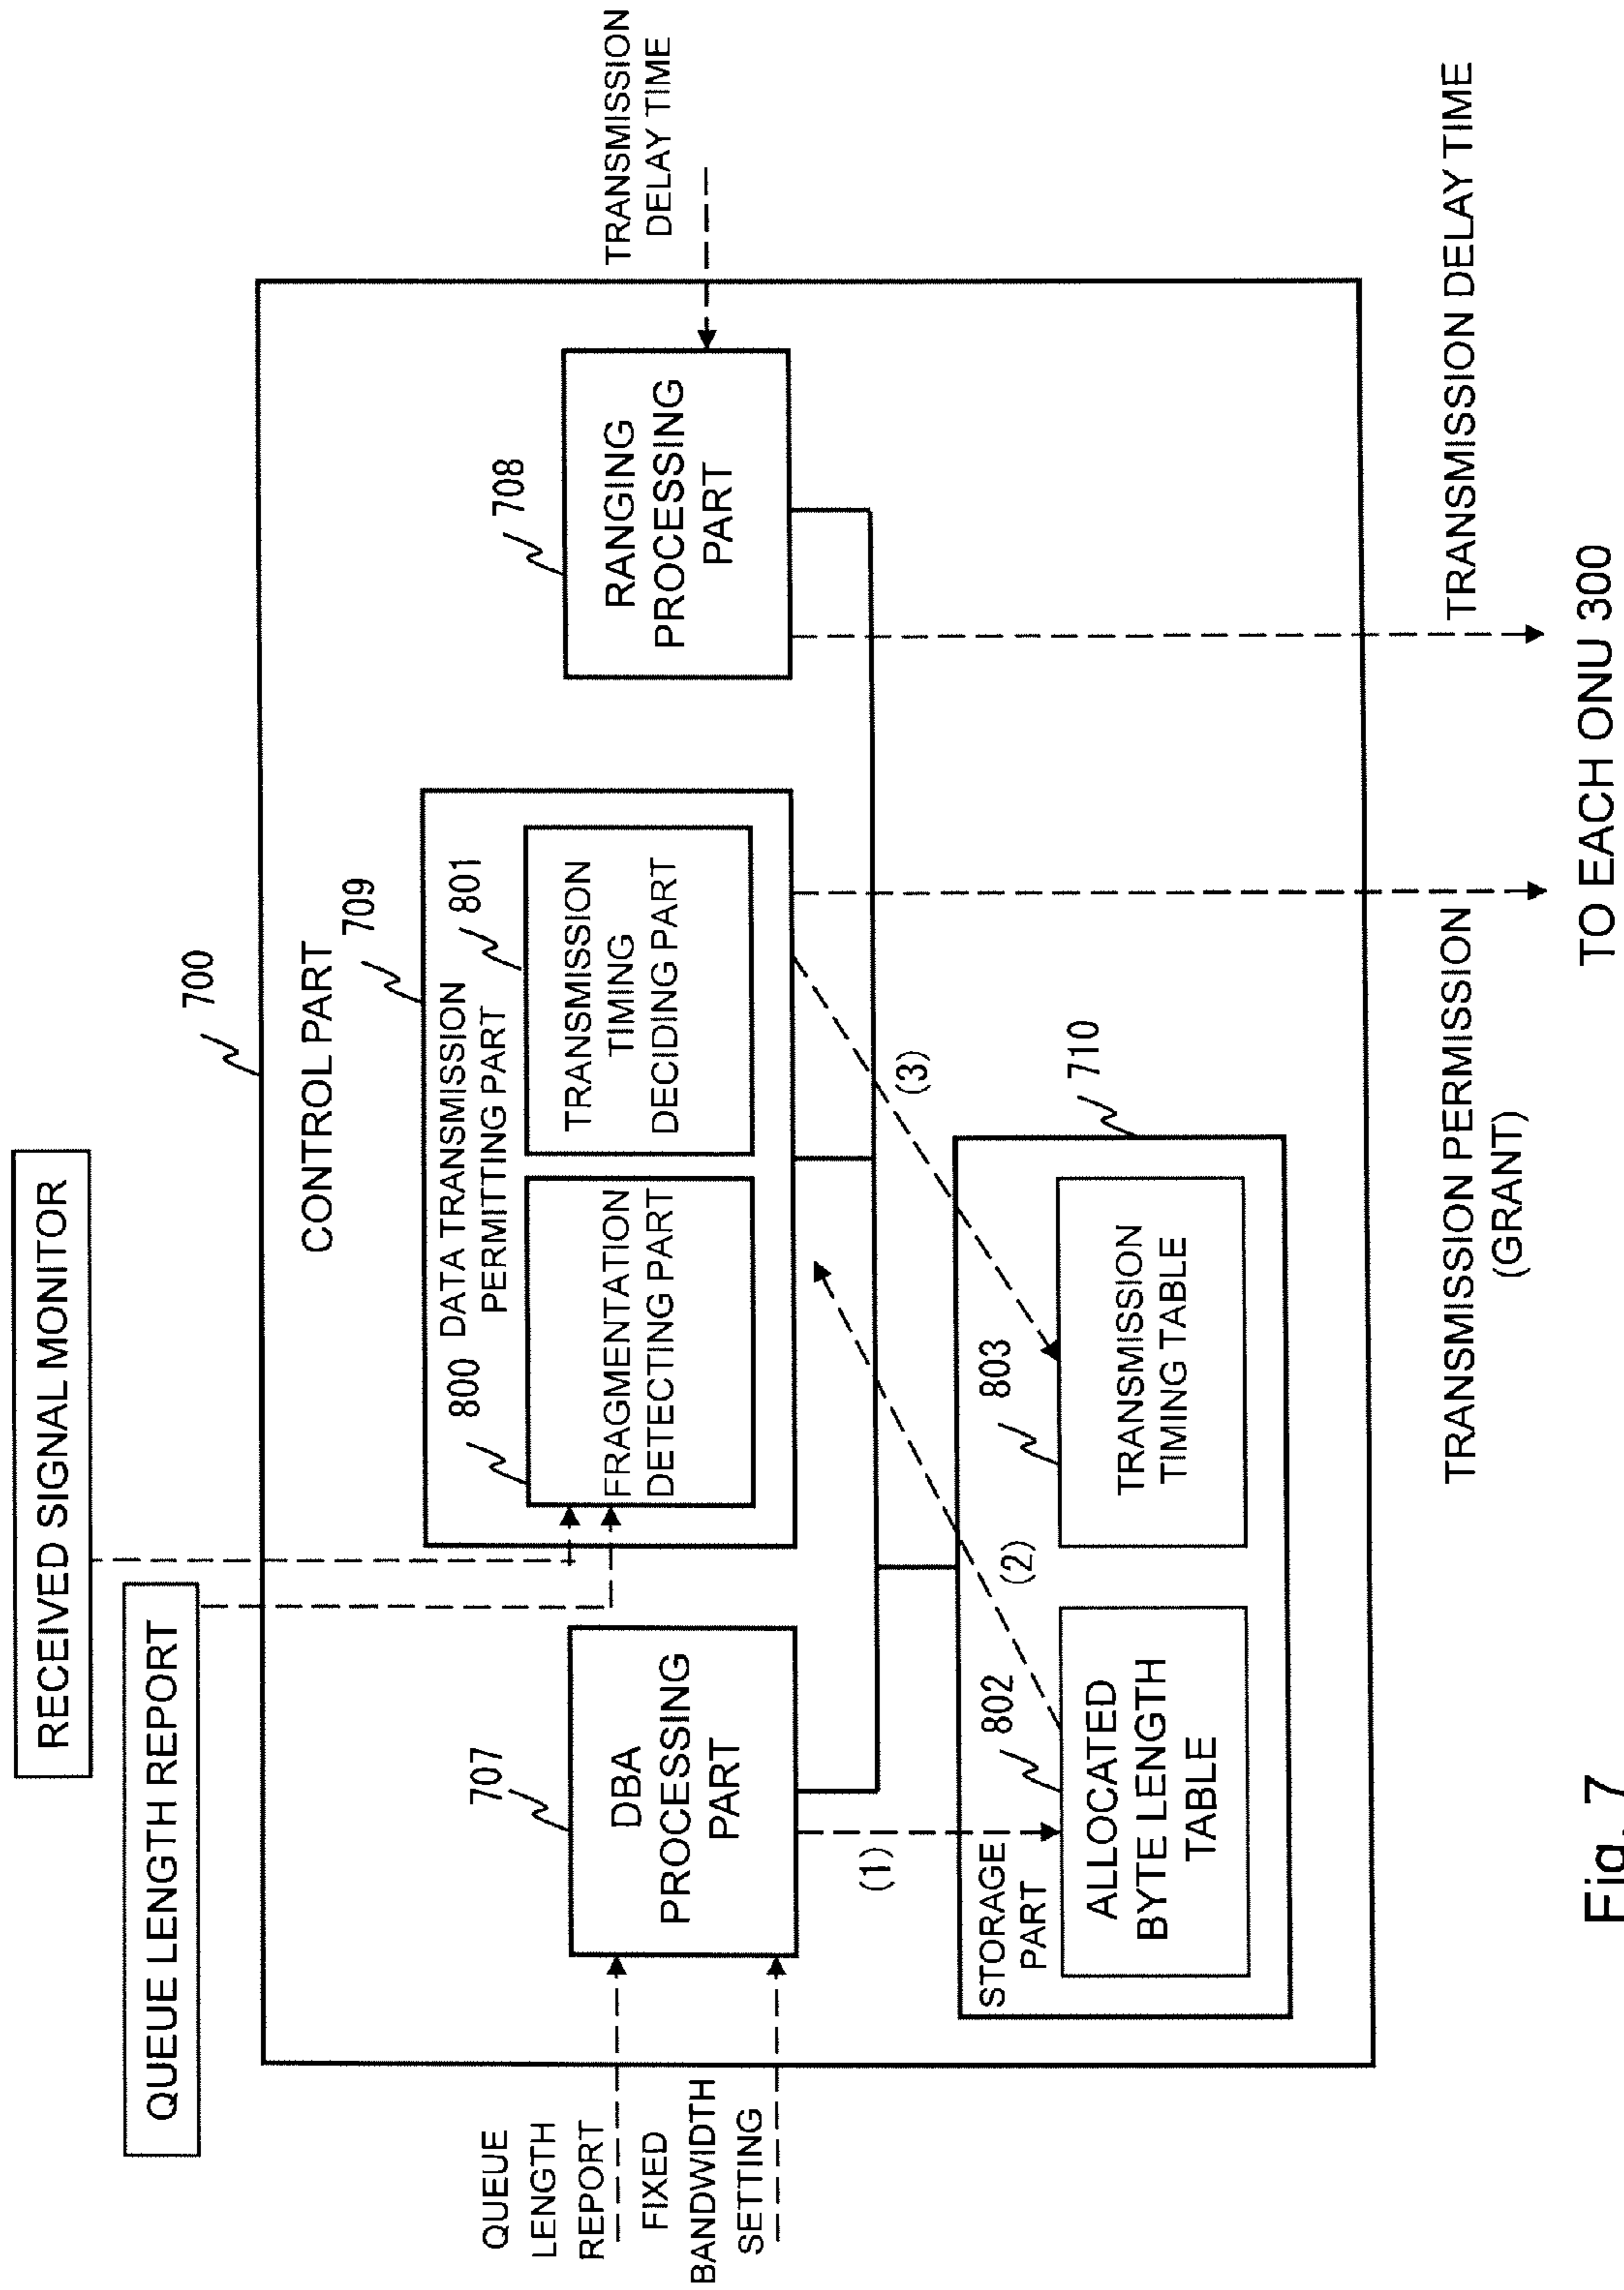 RECEIVED SIGNAL MONITOR
QUEUE LENGTH REPORT
700
CONTROL PART
709
DATA TRANSMISSION
PERMITTING PART
800
FRAGMENTATION
DETECTING PART
801
TRANSMISSION
TIMING
DECIDING PART
707
DBA
PROCESSING
PART
708
RANGING
PROCESSING
PART
TRANSMISSION
DELAY TIME
QUEUE
LENGTH
REPORT
FIXED
BANDWIDTH
SETTING
(1)
(2)
(3)
710
STORAGE
PART
802
ALLOCATED
BYTE LENGTH
TABLE
803
TRANSMISSION
TIMING TABLE
TRANSMISSION PERMISSION
(GRANT)
TRANSMISSION DELAY TIME
TO EACH ONU 300
Fig. 7